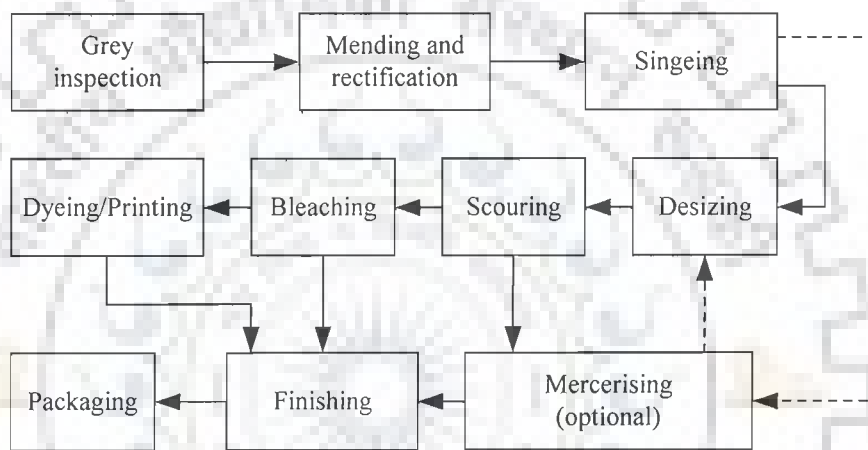 Grey
inspection
Mending and
rectification
Singeing
Dyeing/Printing
Bleaching
Scouring
Desizing
Packaging
Finishing
Mercerising
(optional)